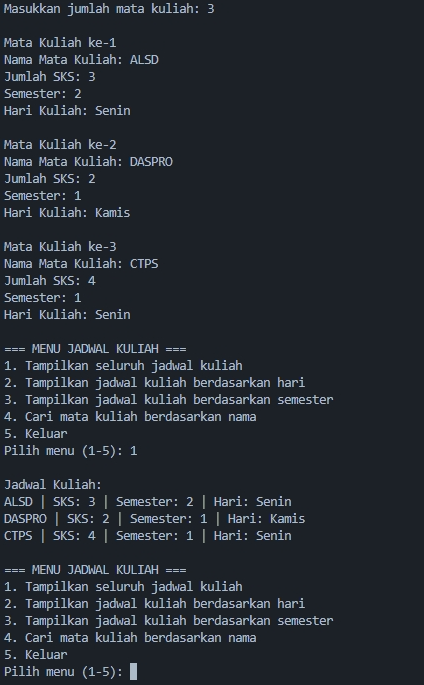 Masukkan jumlah mata kuliah: 3
Mata Kuliah ke-1
Nama Mata Kuliah: ALSD
Jumlah SKS: 3
Semester: 2
Hari Kuliah: Senin
Mata Kuliah ke-2
Nama Mata Kuliah: DASPRO
Jumlah SKS: 2
Semester: 1
Hari Kuliah: Kamis
Mata Kuliah ke-3
Nama Mata Kuliah: CTPS
Jumlah SKS: 4
Semester: 1
Hari Kuliah: Senin
=== MENU JADWAL KULIAH ===
1. Tampilkan seluruh jadwal kuliah
2. Tampilkan jadwal kuliah berdasarkan hari
3. Tampilkan jadwal kuliah berdasarkan semester
4. Cari mata kuliah berdasarkan nama
5. Keluar
Pilih menu (1-5): 1
Jadwal Kuliah:
ALSD | SKS: 3 | Semester: 2 | Hari: Senin
DASPRO | SKS: 2 | Semester: 1 | Hari: Kamis
CTPS | SKS: 4 | Semester: 1 | Hari: Senin
=== MENU JADWAL KULIAH ===
1. Tampilkan seluruh jadwal kuliah
2. Tampilkan jadwal kuliah berdasarkan hari
3. Tampilkan jadwal kuliah berdasarkan semester
4. Cari mata kuliah berdasarkan nama
5. Keluar
Pilih menu (1-5):